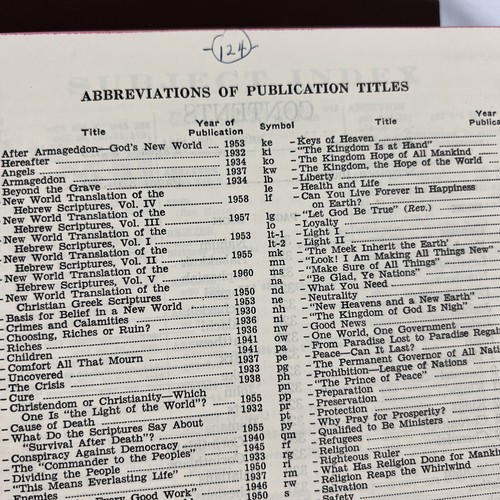 (124)
ABBREVIATIONS OF PUBLICATION TITLES
Title
Year of
Publication
After Armageddon—God's New World ... 1953
Hereafter 1932
Angels 1934
Armageddon 1937
Beyond the Grave 1934
New World Translation of the
Hebrew Scriptures, Vol. IV 1958
New World Translation of the
Hebrew Scriptures, Vol. III 1957
New World Translation of the
Hebrew Scriptures, Vol. I 1953
New World Translation of the
Hebrew Scriptures, Vol. II 1955
New World Translation of the
Hebrew Scriptures, Vol. V 1960
New World Translation of the
Christian Greek Scriptures 1950
Basis for Belief in a New World 1953
Crimes and Calamities 1930
Choosing, Riches or Ruin? 1936
Riches 1936
Children 1941
Comfort All That Mourn 1941
Uncovered 1937
The Crisis 1933
Cure 1938
Christendom or Christianity—Which
One Is "the Light of the World"? 1955
Cause of Death 1932
What Do the Scriptures Say About
"Survival After Death"? 1955
Conspiracy Against Democracy 1940
The "Commander to the Peoples" 1945
Dividing the People 1933
"This Means Everlasting Life" 1950
Enemies 1937
Every Good Work" 1946
1950
Symbol
ke
ki
ko
kw
lb
le
lf
lg
lo
lt-1
lt-2
mk
mn
ms
na
ne
nh
ni
nw
ow
pa
pe
pg
ph
pn
pp
pr
pt
py
qm
rf
rg
ri
rl
rm
rw
s
Title
Year
Publica
Keys of Heaven
"The Kingdom Is at Hand"
The Kingdom Hope of All Mankind
The Kingdom, the Hope of the World
Liberty
Health and Life
Can You Live Forever in Happiness
on Earth?
"Let God Be True" (Rev.)
Loyalty
Light I
Light II
'The Meek Inherit the Earth'
'Look! I Am Making All Things New'
"Make Sure of All Things"
"Be Glad, Ye Nations"
What You Need
Neutrality
"New Heavens and a New Earth"
"The Kingdom of God Is Nigh"
Good News
One World, One Government
From Paradise Lost to Paradise Regai
Peace—Can It Last?
The Permanent Governor of All Nati
Prohibition—League of Nations
"The Prince of Peace"
Preparation
Preservation
Protection
Why Pray for Prosperity?
Qualified to Be Ministers
Refugees
Religion
Righteous Ruler
What Has Religion Done for Mankin
Religion Reaps the Whirlwind
Salvation
Safety